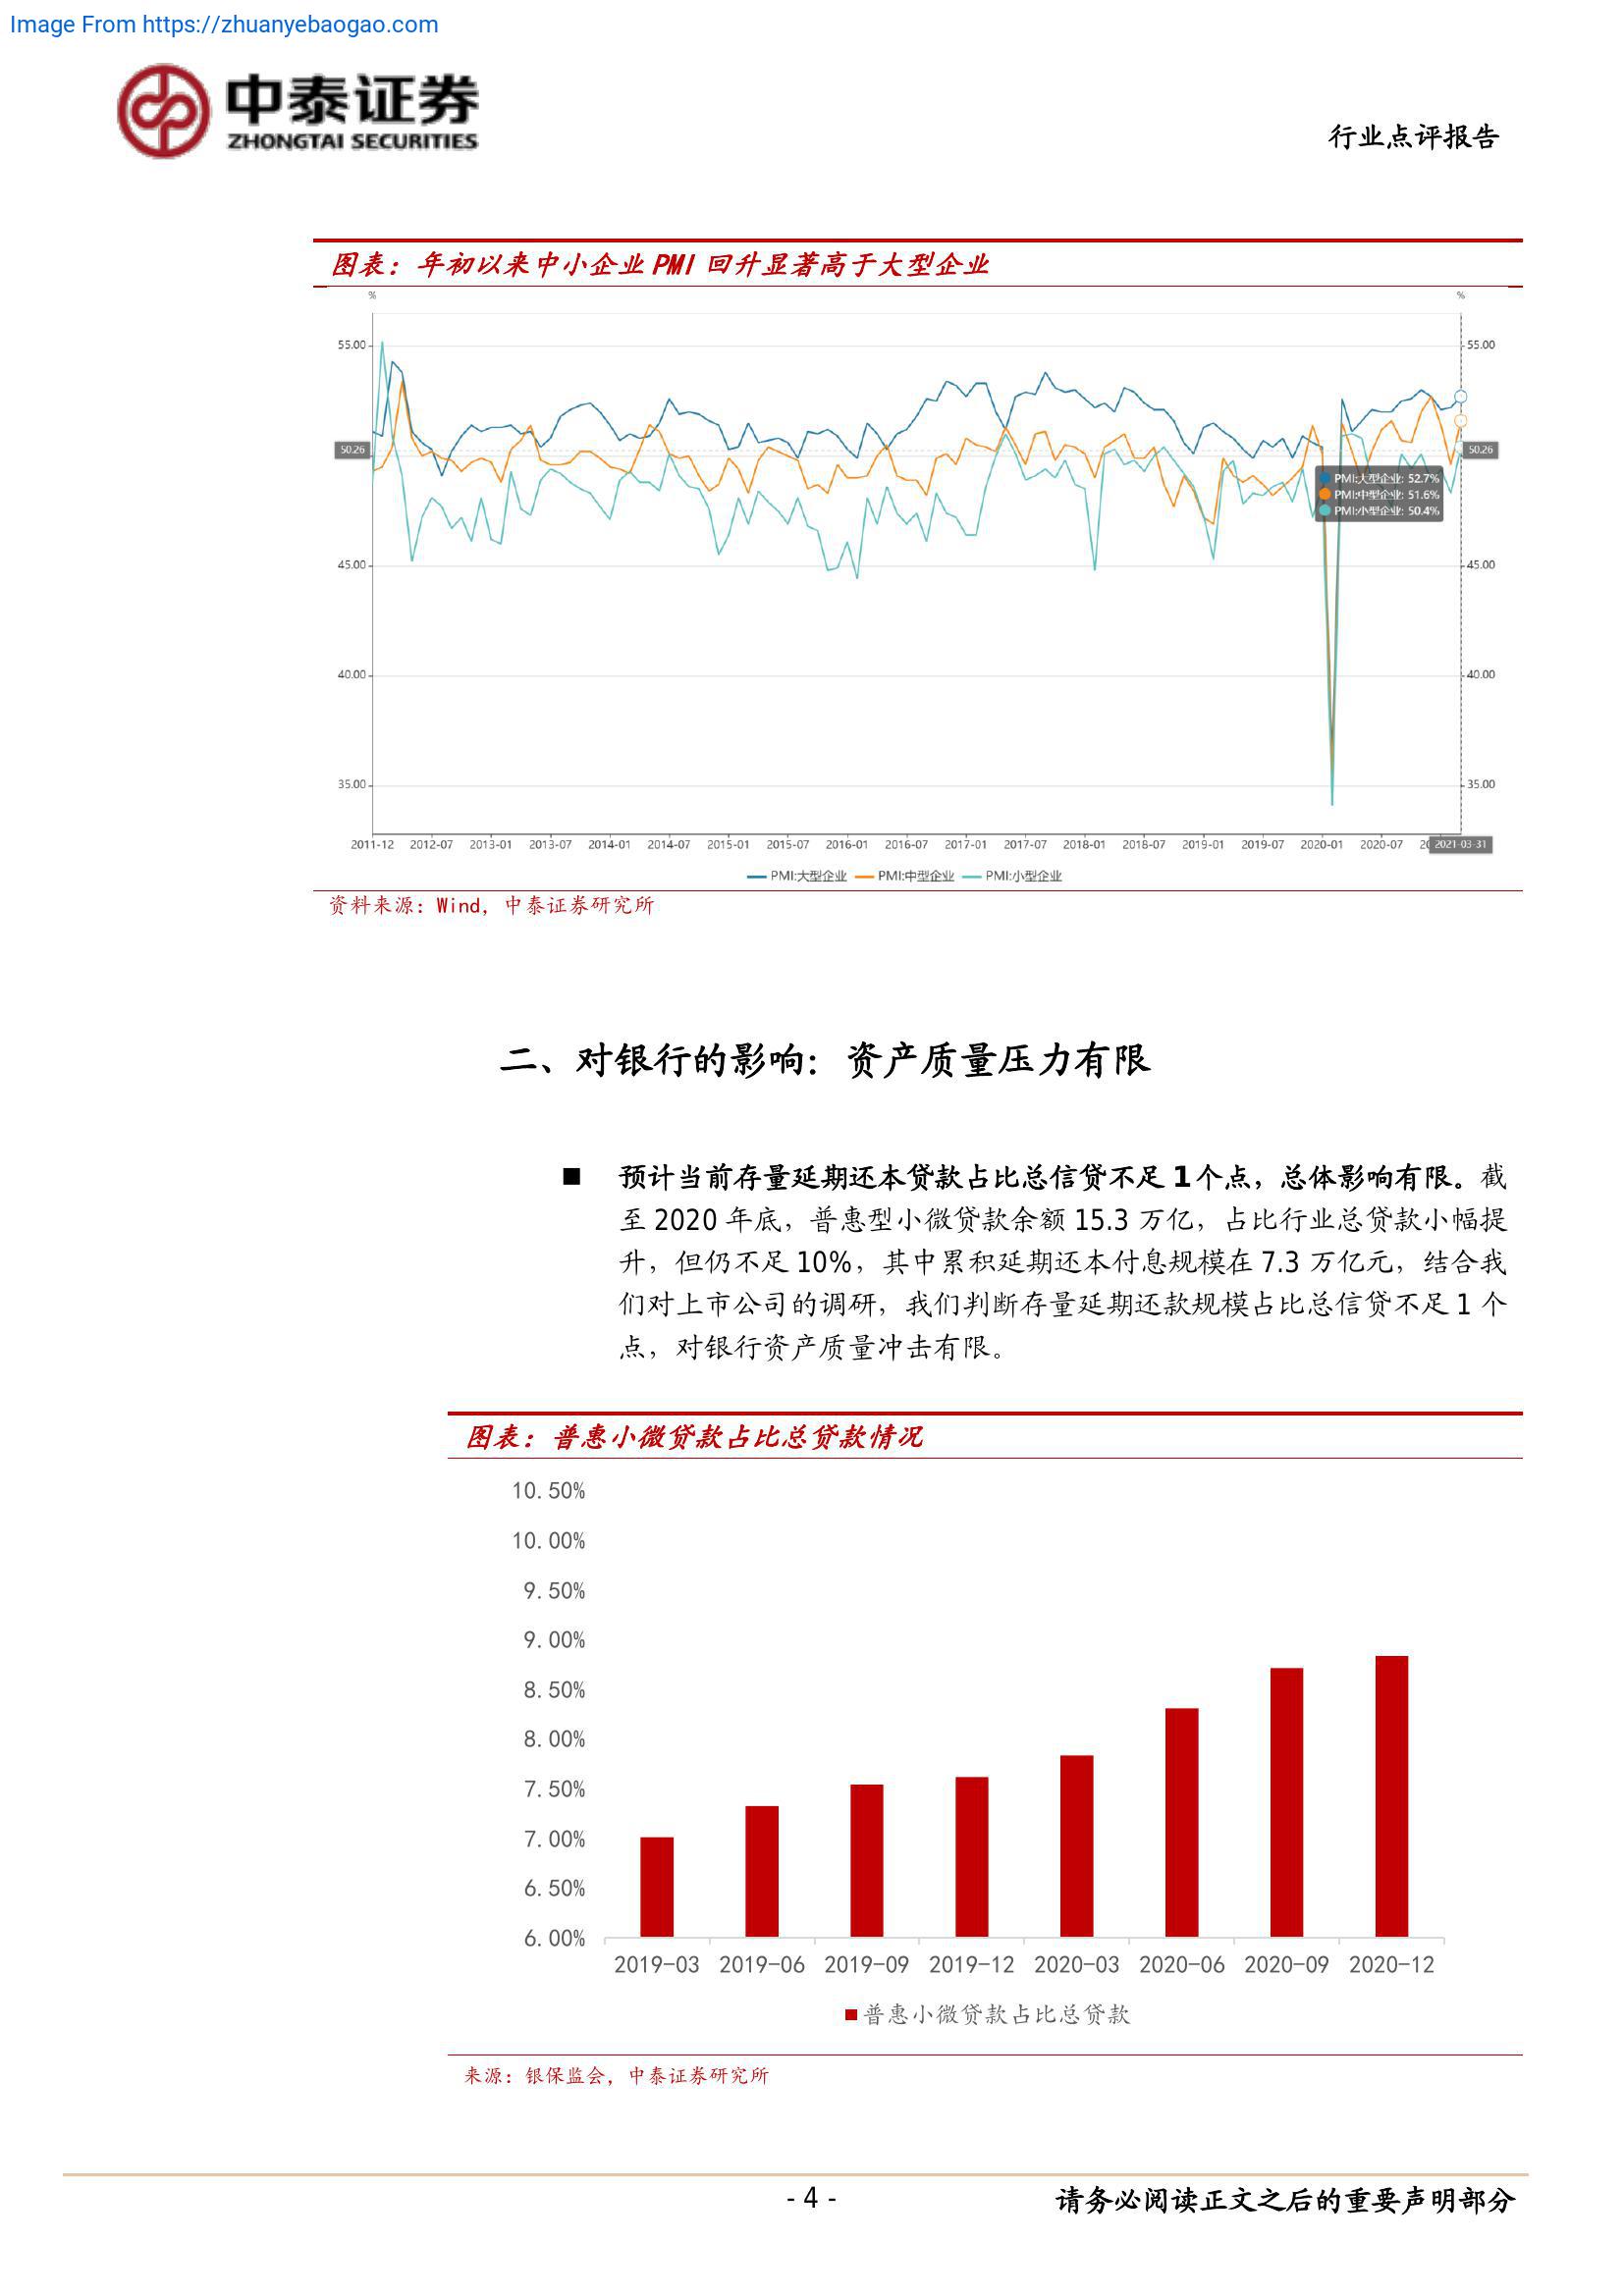 Image From https://zhuanyebaogao.com
中泰证券
ZHONGTAI SECURITIES
行业点评报告
图表：年初以来中小企业 PMI 回升显著高于大型企业
% %
55.00 55.00
50.26 50.26
PMI:大型企业: 52.7%
PMI:中型企业: 51.6%
PMI:小型企业: 50.4%
45.00 45.00
40.00 40.00
35.00 35.00
2011-12 2012-07 2013-01 2013-07 2014-01 2014-07 2015-01 2015-07 2016-01 2016-07 2017-01 2017-07 2018-01 2018-07 2019-01 2019-07 2020-01 2020-07 2021-03-31
PMI:大型企业 PMI:中型企业 PMI:小型企业
资料来源：Wind，中泰证券研究所
二、对银行的影响：资产质量压力有限
■ 预计当前存量延期还本贷款占比总信贷不足 1 个点，总体影响有限。截
至 2020 年底，普惠型小微贷款余额 15.3 万亿，占比行业总贷款小幅提
升，但仍不足 10%，其中累积延期还本付息规模在 7.3 万亿元，结合我
们对上市公司的调研，我们判断存量延期还款规模占比总信贷不足 1 个
点，对银行资产质量冲击有限。
图表：普惠小微贷款占比总贷款情况
10.50%
10.00%
9.50%
9.00%
8.50%
8.00%
7.50%
7.00%
6.50%
6.00%
2019-03 2019-06 2019-09 2019-12 2020-03 2020-06 2020-09 2020-12
普惠小微贷款占比总贷款
来源：银保监会，中泰证券研究所
- 4 -
请务必阅读正文之后的重要声明部分